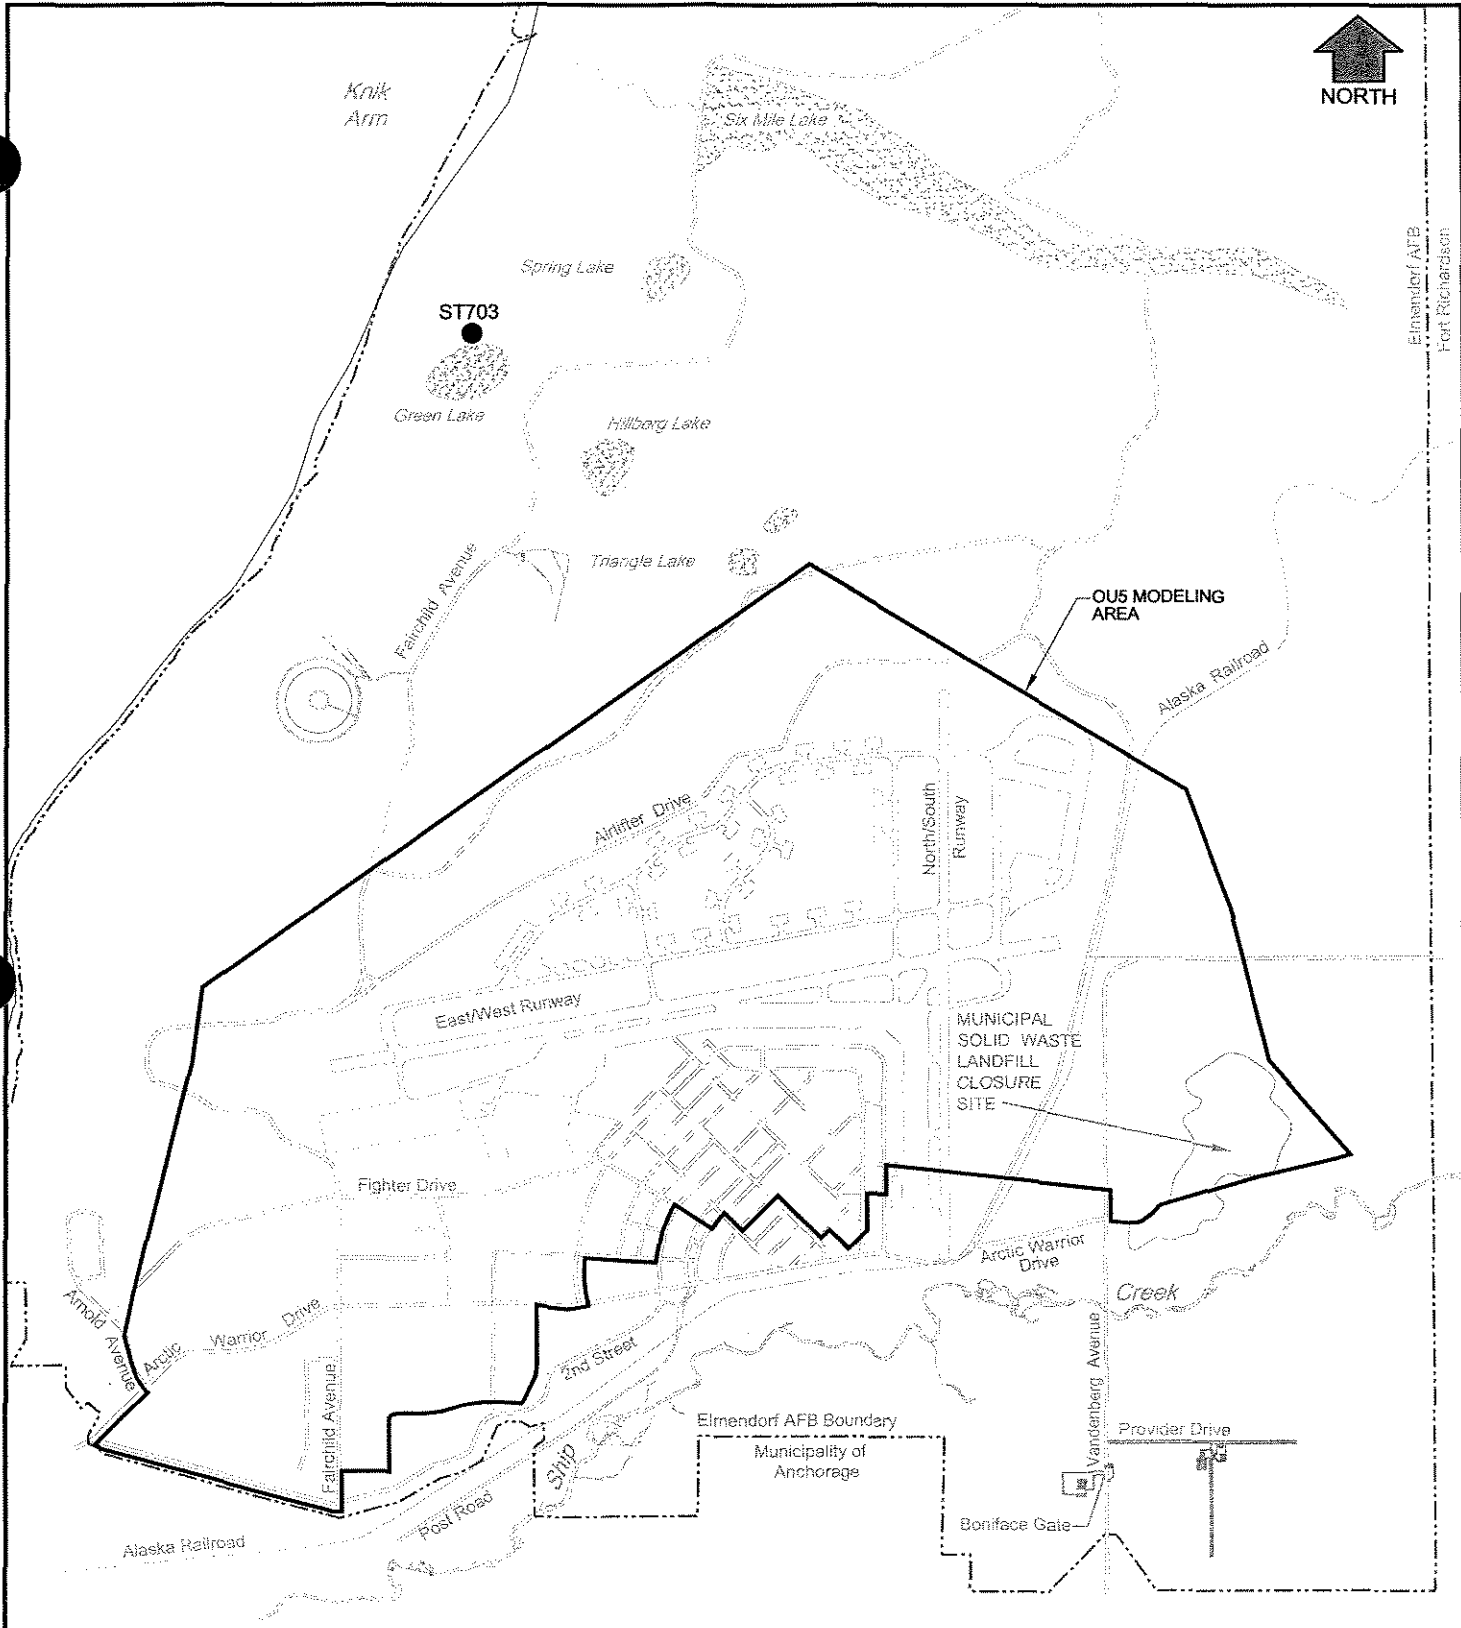 NORTH
Knik
Arm
Six Mile Lake
Elmendorf AFB
Fort Richardson
Spring Lake
ST703
Green Lake
Hillberg Lake
Triangle Lake
Fairchild Avenue
OU5 MODELING
AREA
Alaska Railroad
Airlifter Drive
North/South
Runway
East/West Runway
MUNICIPAL
SOLID WASTE
LANDFILL
CLOSURE
SITE
Fighter Drive
Arctic Warrior
Drive
Creek
Arnold Avenue
Arctic Warrior Drive
2nd Street
Fairchild Avenue
Vandenberg Avenue
Elmendorf AFB Boundary
Municipality of
Anchorage
Provider Drive
Ship
Post Road
Boniface Gate
Alaska Railroad